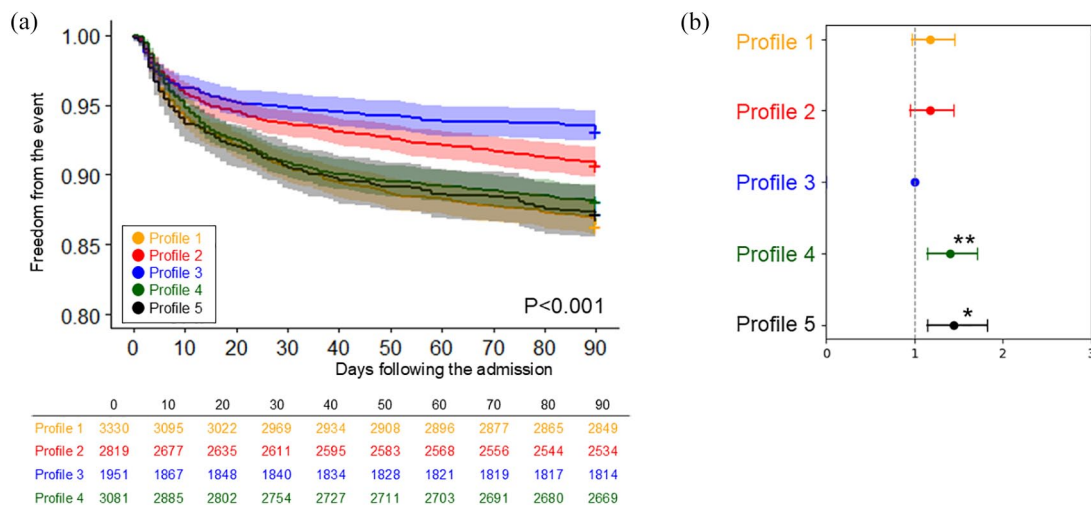 (a)
1.00
0.95
0.90
0.85
0.80
Freedom from the event
Profile 1
Profile 2
Profile 3
Profile 4
Profile 5
P<0.001
0 10 20 30 40 50 60 70 80 90
Days following the admission
0 10 20 30 40 50 60 70 80 90
Profile 1 3330 3095 3022 2969 2934 2908 2896 2877 2865 2849
Profile 2 2819 2677 2635 2611 2595 2583 2568 2556 2544 2534
Profile 3 1951 1867 1848 1840 1834 1828 1821 1819 1817 1814
Profile 4 3081 2885 2802 2754 2727 2711 2703 2691 2680 2669
(b)
Profile 1
Profile 2
Profile 3
Profile 4 **
Profile 5 *
0 1 2 3